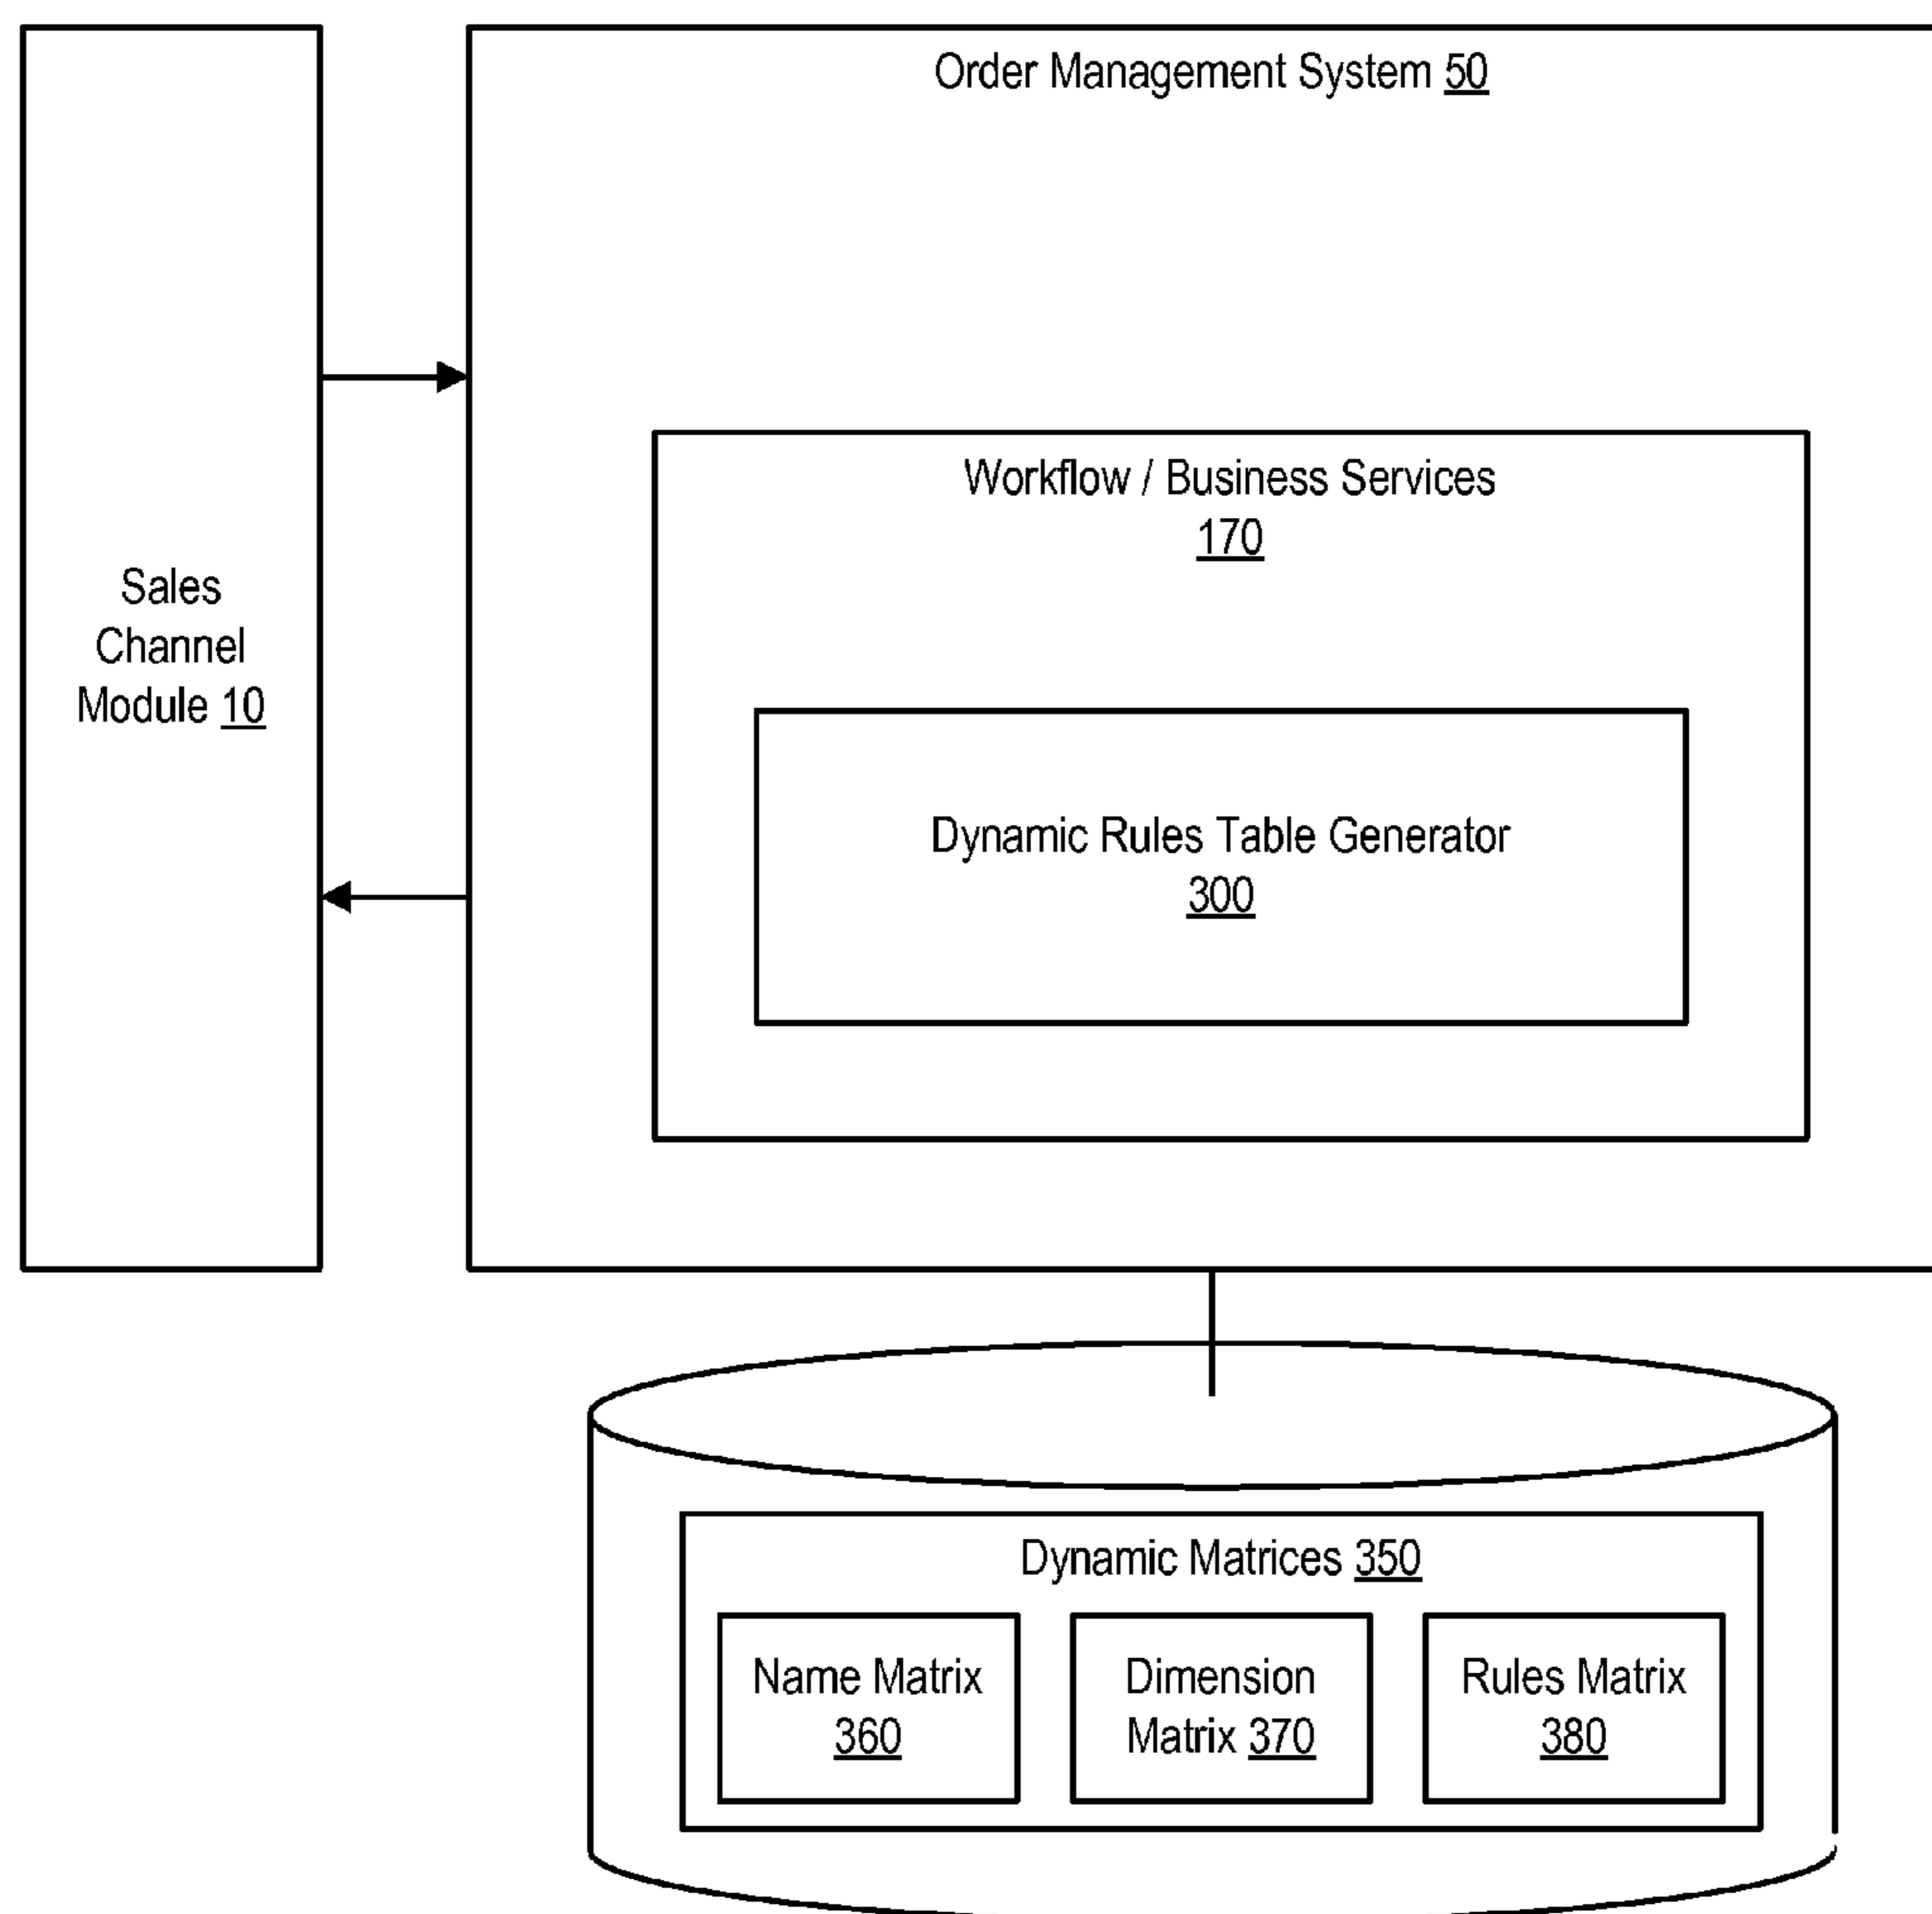 Order Management System 50
Workflow / Business Services
170
Sales
Channel
Module 10
Dynamic Rules Table Generator
300
Dynamic Matrices 350
Name Matrix
360
Dimension
Matrix 370
Rules Matrix
380